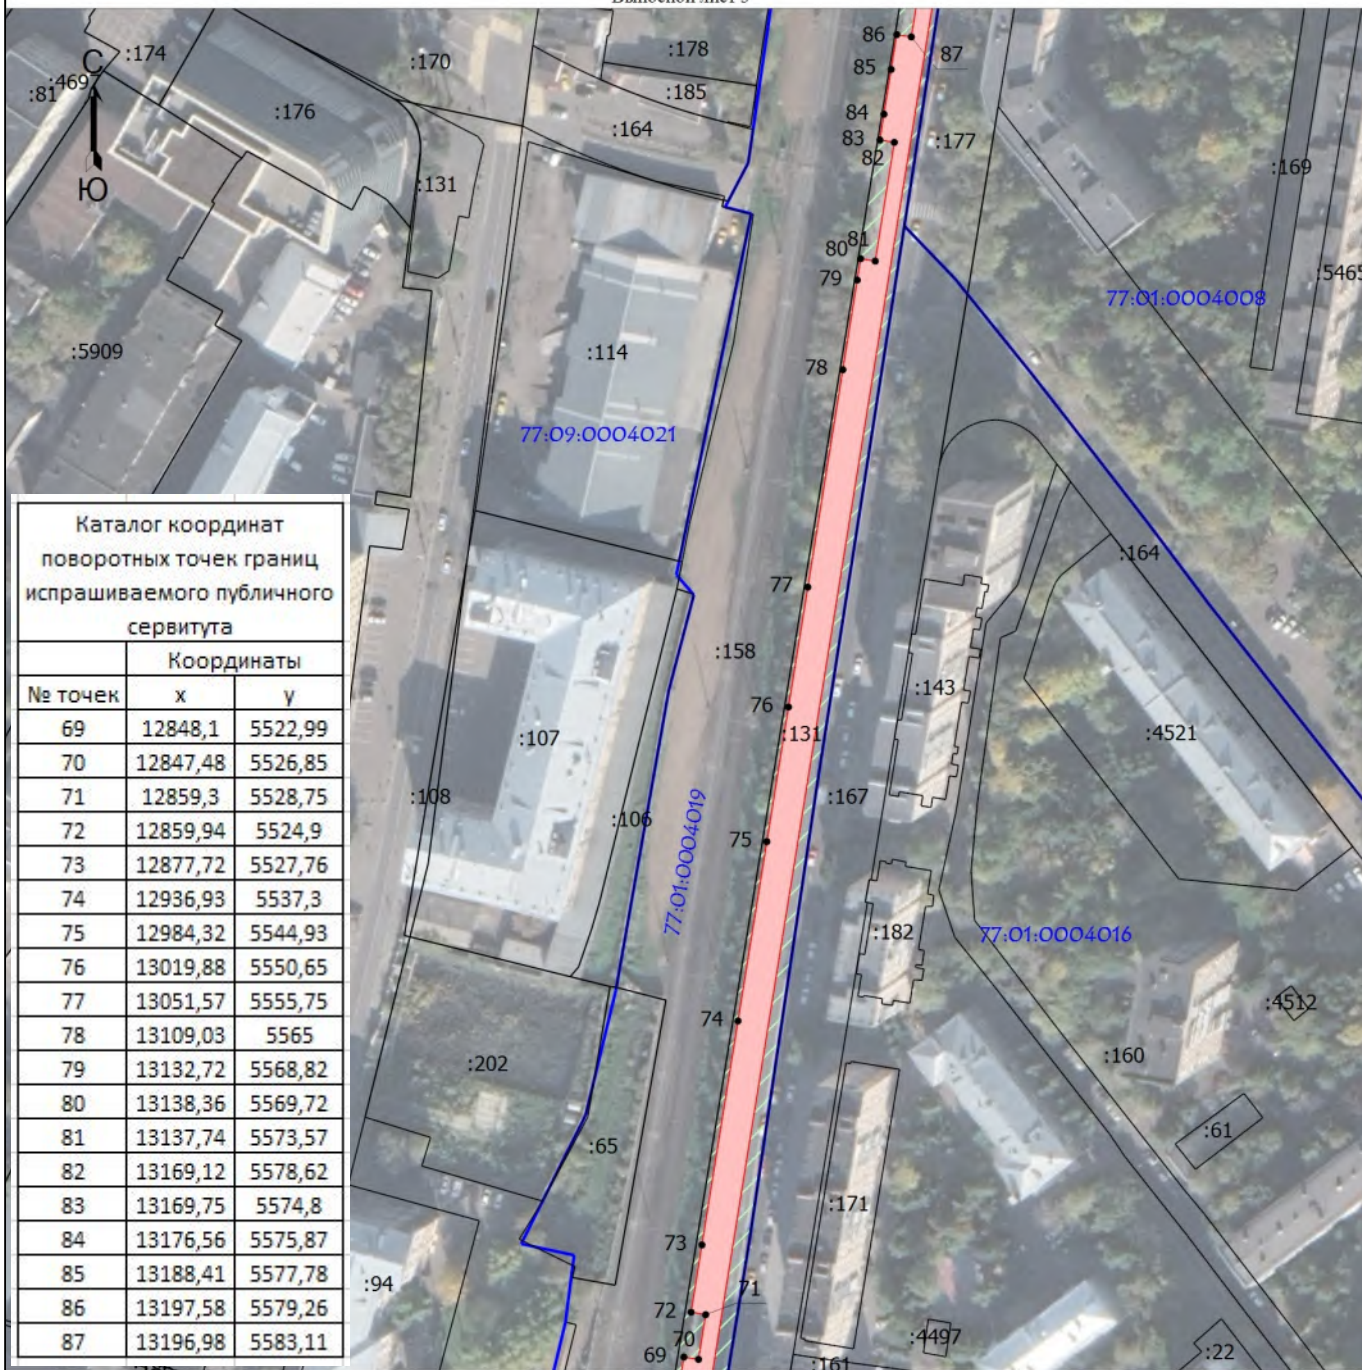 :174
С
:469
:81
Ю
:176
:170
:178
:185
:164
:131
:5909
:114
77:09:0004021
86
87
85
84
83
82
:177
81
80
79
78
:169
:5465
77:01:0004008
77
:164
:158
76
:131
:143
:4521
:107
:108
:106
:167
75
77:01:0004019
:182
77:01:0004016
:4512
74
:160
:202
:65
:61
:171
73
:94
71
72
70
69
:4497
:22
:161
Каталог координат
поворотных точек границ
испрашиваемого публичного
сервитута
Координаты
№ точек x y
69 12848,1 5522,99
70 12847,48 5526,85
71 12859,3 5528,75
72 12859,94 5524,9
73 12877,72 5527,76
74 12936,93 5537,3
75 12984,32 5544,93
76 13019,88 5550,65
77 13051,57 5555,75
78 13109,03 5565
79 13132,72 5568,82
80 13138,36 5569,72
81 13137,74 5573,57
82 13169,12 5578,62
83 13169,75 5574,8
84 13176,56 5575,87
85 13188,41 5577,78
86 13197,58 5579,26
87 13196,98 5583,11